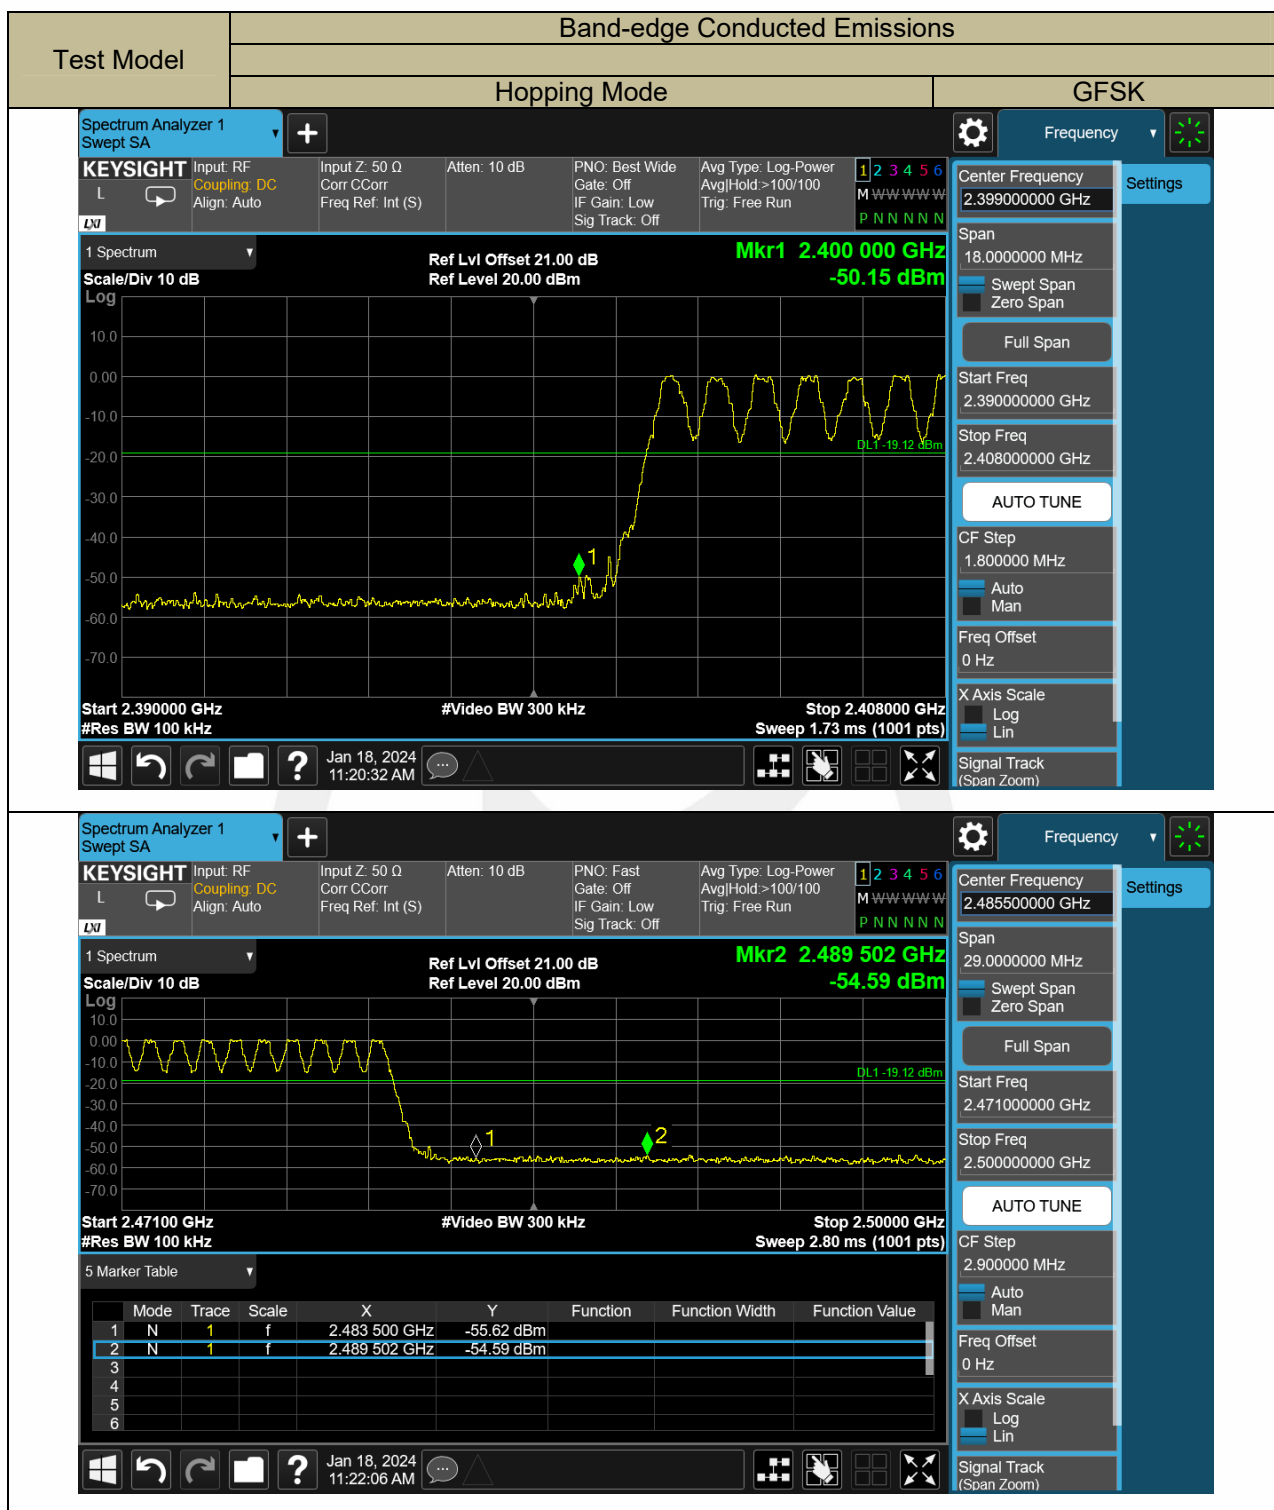 Band-edge Conducted Emissions
Test Model
Hopping Mode GFSK
Spectrum Analyzer 1
Swept SA
Frequency
KEYSIGHT Input: RF Input Z: 50 Ω Atten: 10 dB PNO: Best Wide Avg Type: Log-Power 1 2 3 4 5 6
L Coupling: DC Corr CCorr Gate: Off Avg|Hold:>100/100 M W W W W W
Align: Auto Freq Ref: Int (S) IF Gain: Low Trig: Free Run
LXI Sig Track: Off P N N N N N
Center Frequency
2.399000000 GHz
Settings
1 Spectrum
Ref Lvl Offset 21.00 dB
Mkr1 2.400 000 GHz
Scale/Div 10 dB Ref Level 20.00 dBm -50.15 dBm
Log
10.0
0.00
-10.0
-20.0
-30.0
-40.0
-50.0
-60.0
-70.0
DL1 -19.12 dBm
1
Start 2.390000 GHz #Video BW 300 kHz Stop 2.408000 GHz
#Res BW 100 kHz Sweep 1.73 ms (1001 pts)
Span
18.0000000 MHz
Swept Span
Zero Span
Full Span
Start Freq
2.390000000 GHz
Stop Freq
2.408000000 GHz
AUTO TUNE
CF Step
1.800000 MHz
Auto
Man
Freq Offset
0 Hz
X Axis Scale
Log
Lin
Signal Track
(Span Zoom)
? Jan 18, 2024
11:20:32 AM
Spectrum Analyzer 1
Swept SA
Frequency
KEYSIGHT Input: RF Input Z: 50 Ω Atten: 10 dB PNO: Fast Avg Type: Log-Power 1 2 3 4 5 6
L Coupling: DC Corr CCorr Gate: Off Avg|Hold:>100/100 M W W W W W
Align: Auto Freq Ref: Int (S) IF Gain: Low Trig: Free Run
LXI Sig Track: Off P N N N N N
Center Frequency
2.485500000 GHz
Settings
1 Spectrum
Ref Lvl Offset 21.00 dB
Mkr2 2.489 502 GHz
Scale/Div 10 dB Ref Level 20.00 dBm -54.59 dBm
Log
10.0
0.00
-10.0
-20.0
-30.0
-40.0
-50.0
-60.0
-70.0
DL1 -19.12 dBm
1
2
Start 2.47100 GHz #Video BW 300 kHz Stop 2.50000 GHz
#Res BW 100 kHz Sweep 2.80 ms (1001 pts)
5 Marker Table
Mode Trace Scale X Y Function Function Width Function Value
1 N 1 f 2.483 500 GHz -55.62 dBm
2 N 1 f 2.489 502 GHz -54.59 dBm
3
4
5
6
Span
29.0000000 MHz
Swept Span
Zero Span
Full Span
Start Freq
2.471000000 GHz
Stop Freq
2.500000000 GHz
AUTO TUNE
CF Step
2.900000 MHz
Auto
Man
Freq Offset
0 Hz
X Axis Scale
Log
Lin
Signal Track
(Span Zoom)
? Jan 18, 2024
11:22:06 AM